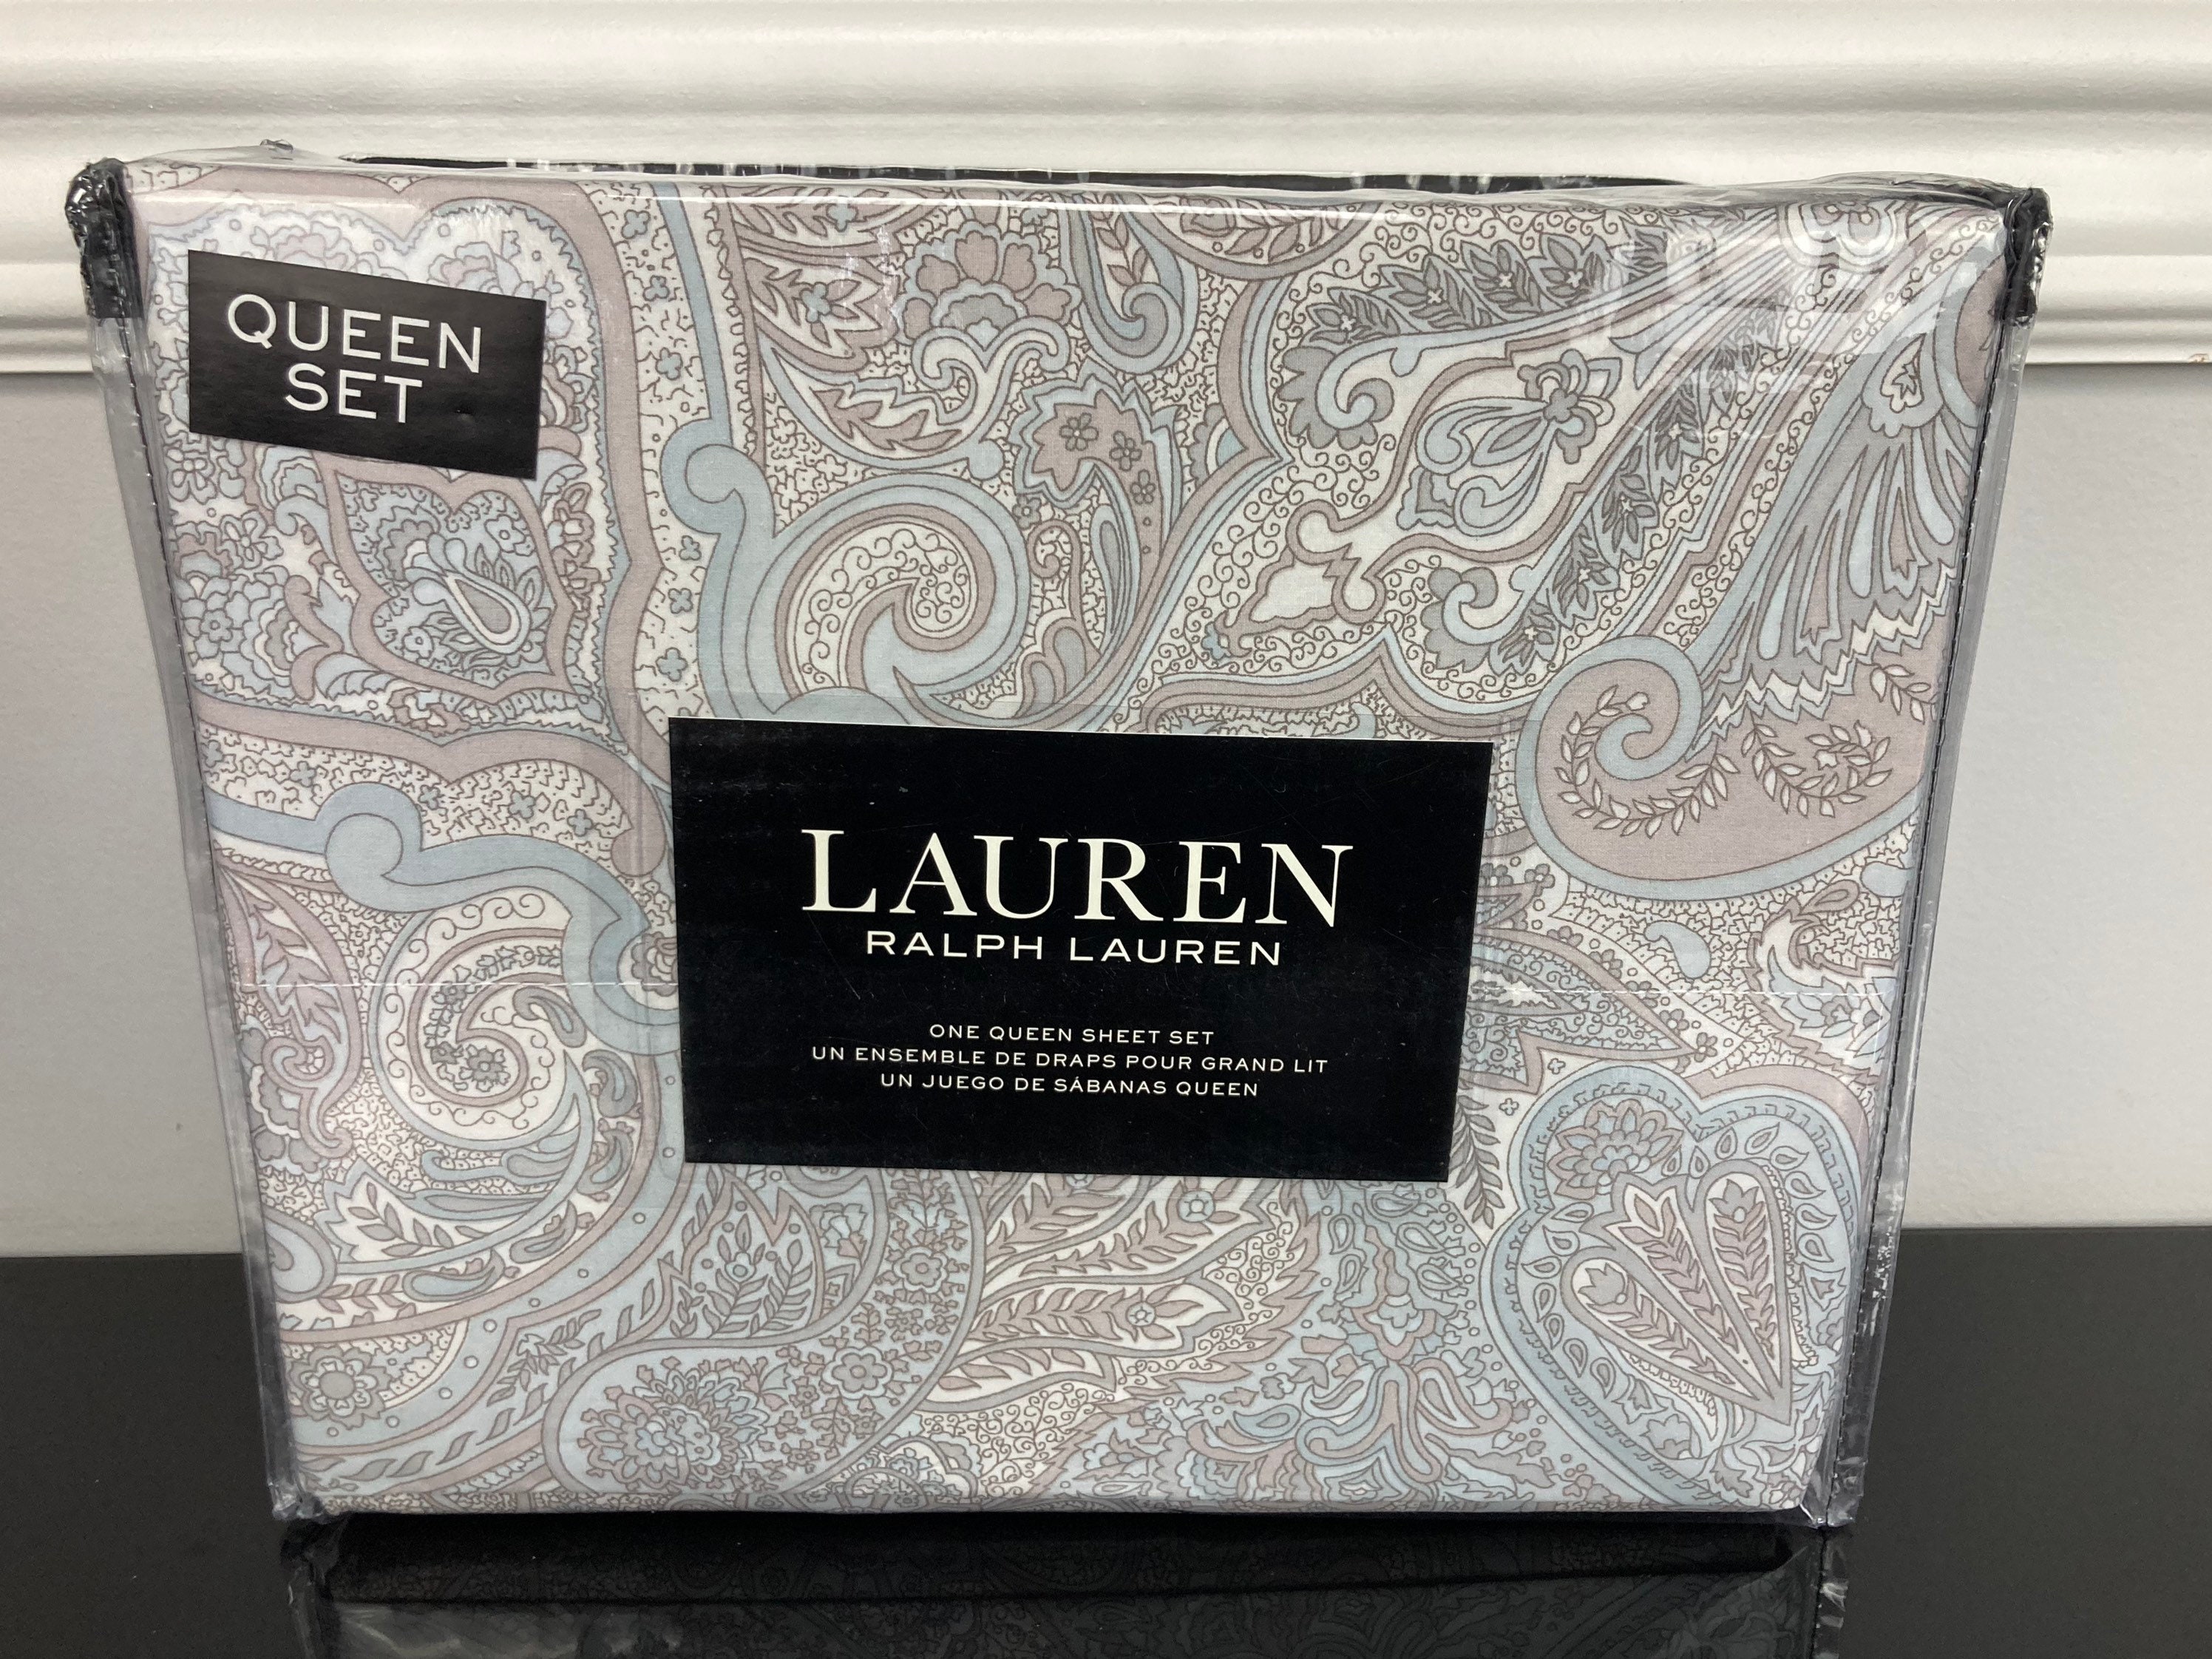 QUEEN
SET
LAUREN
RALPH LAUREN
ONE QUEEN SHEET SET
UN ENSEMBLE DE DRAPS POUR GRAND LIT
UN JUEGO DE SÁBANAS QUEEN